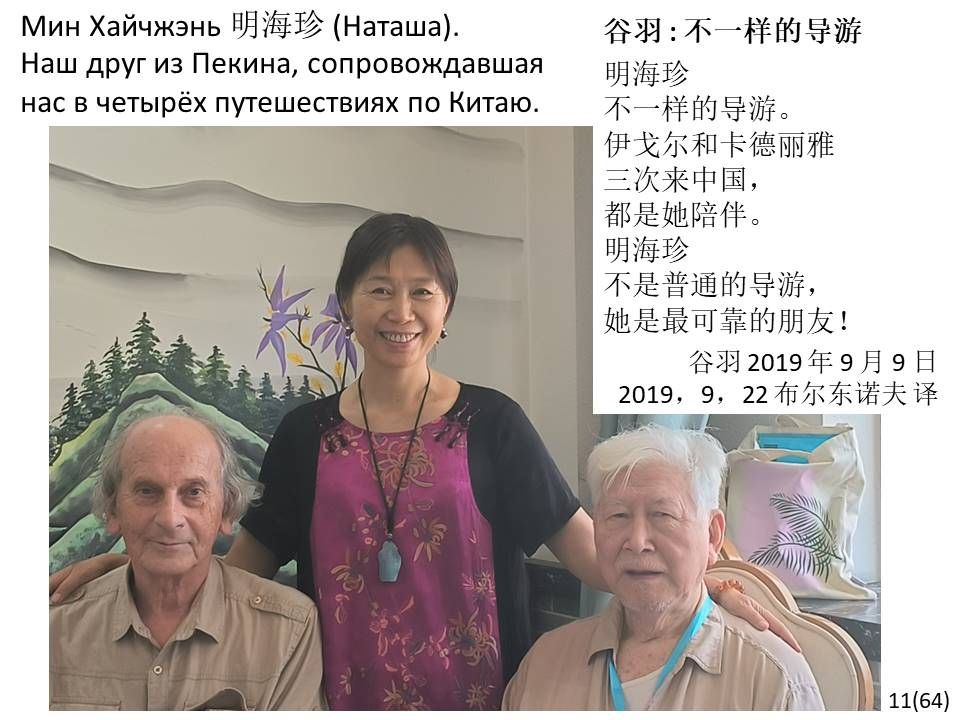 Мин Хайчжэнь 明海珍 (Наташа).
Наш друг из Пекина, сопровождавшая
нас в четырёх путешествиях по Китаю.
谷羽 : 不一样的导游
明海珍
不一样的导游。
伊戈尔和卡德丽雅
三次来中国，
都是她陪伴。
明海珍
不是普通的导游，
她是最可靠的朋友！
谷羽 2019 年 9 月 9 日
2019，9，22 布尔东诺夫 译
11(64)